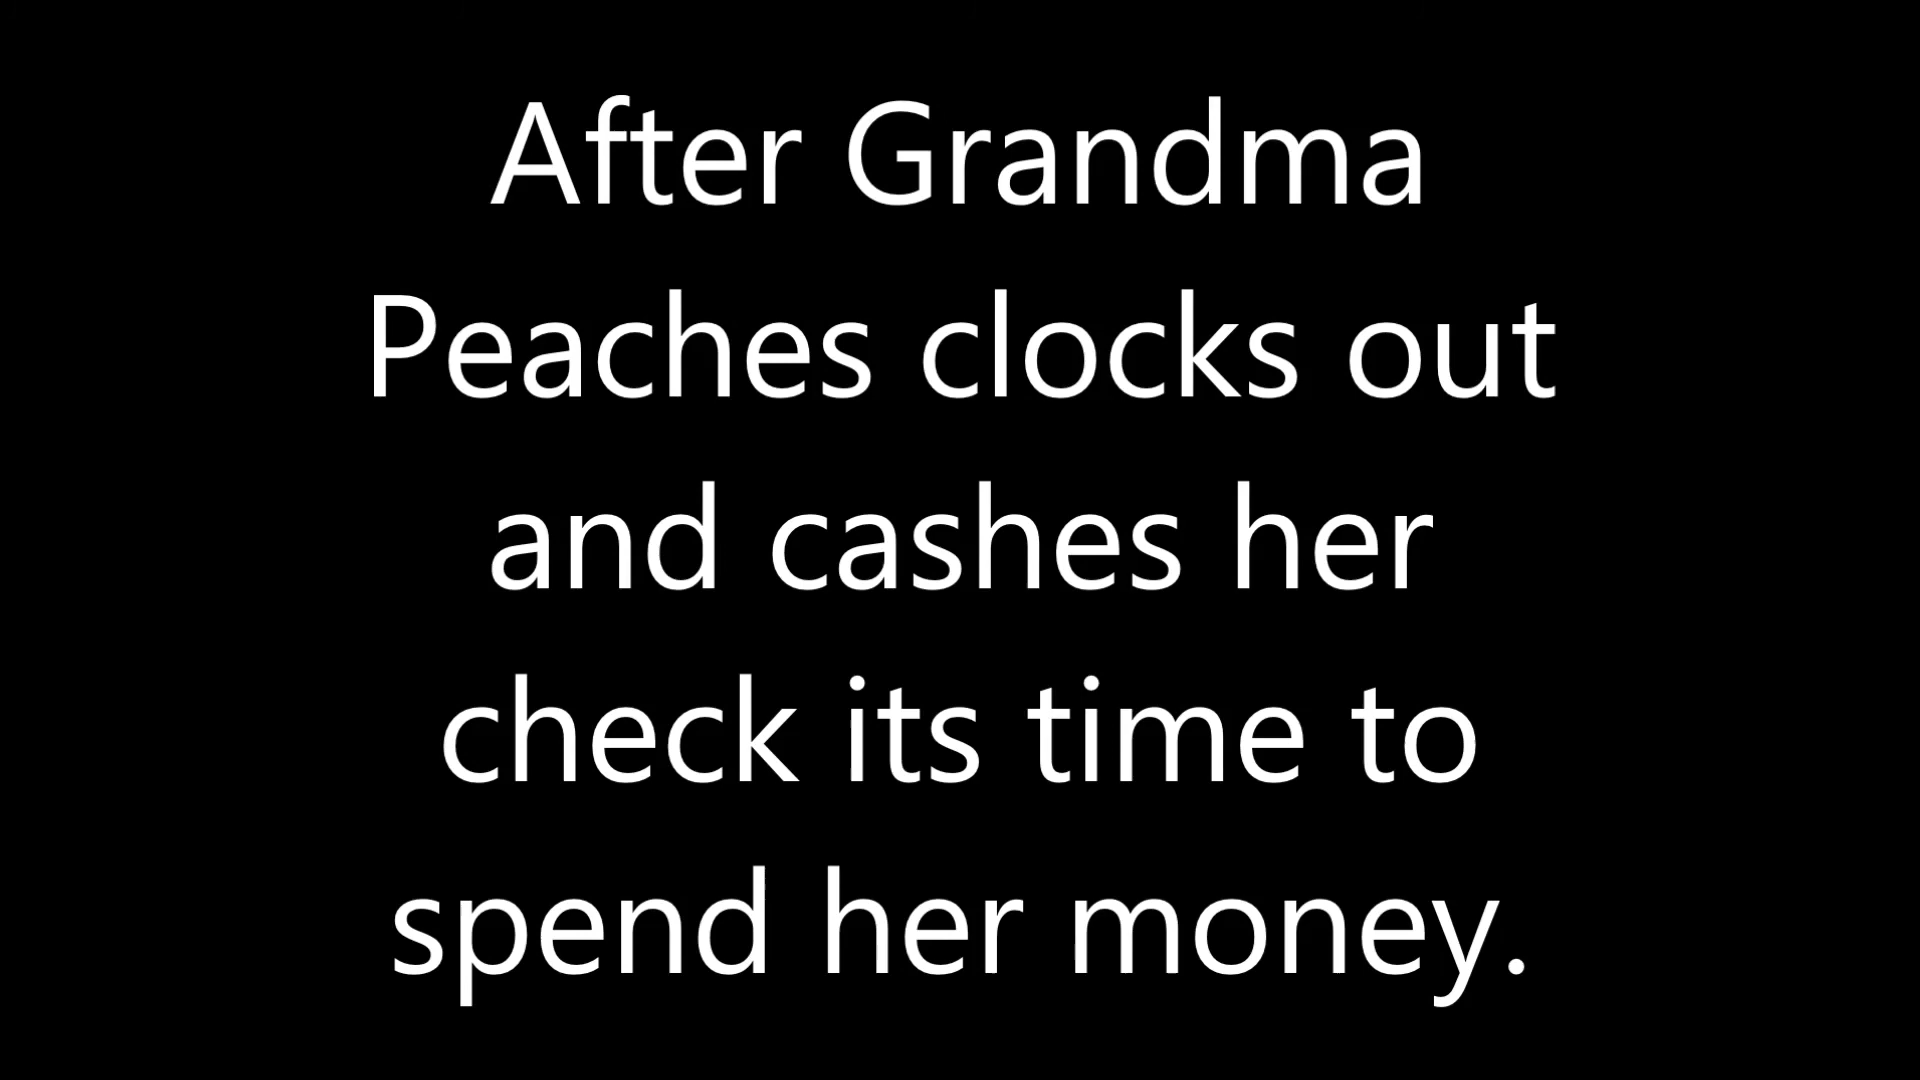 After Grandma
Peaches clocks out
and cashes her
check its time to
spend her money.